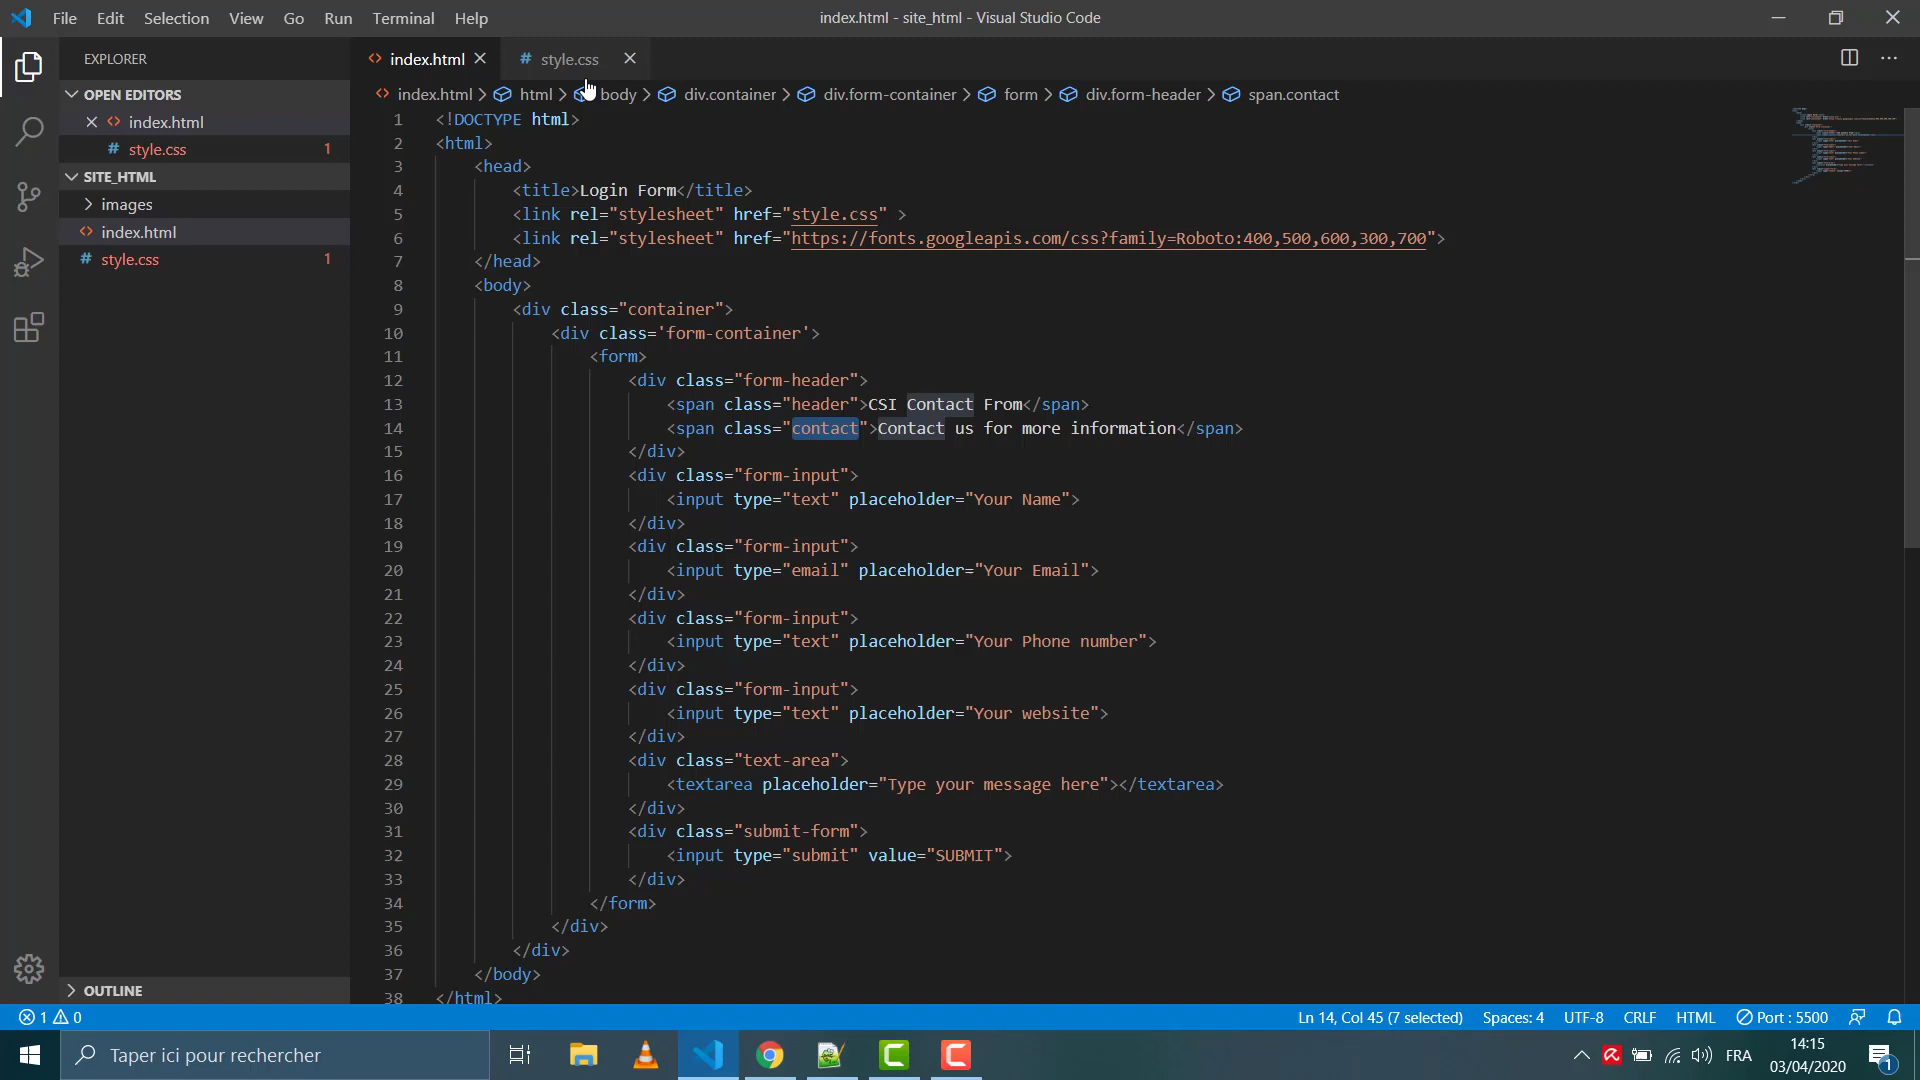 File Edit Selection View Go Run Terminal Help
index.html - site_html - Visual Studio Code
EXPLORER
OPEN EDITORS
index.html
style.css 1
SITE_HTML
images
index.html
style.css 1
OUTLINE
index.html style.css
index.html > html > body > div.container > div.form-container > form > div.form-header > span.contact
1 <!DOCTYPE html>
2 <html>
3 <head>
4 <title>Login Form</title>
5 <link rel="stylesheet" href="style.css" >
6 <link rel="stylesheet" href="https://fonts.googleapis.com/css?family=Roboto:400,500,600,300,700">
7 </head>
8 <body>
9 <div class="container">
10 <div class='form-container'>
11 <form>
12 <div class="form-header">
13 <span class="header">CSI Contact From</span>
14 <span class="contact">Contact us for more information</span>
15 </div>
16 <div class="form-input">
17 <input type="text" placeholder="Your Name">
18 </div>
19 <div class="form-input">
20 <input type="email" placeholder="Your Email">
21 </div>
22 <div class="form-input">
23 <input type="text" placeholder="Your Phone number">
24 </div>
25 <div class="form-input">
26 <input type="text" placeholder="Your website">
27 </div>
28 <div class="text-area">
29 <textarea placeholder="Type your message here"></textarea>
30 </div>
31 <div class="submit-form">
32 <input type="submit" value="SUBMIT">
33 </div>
34 </form>
35 </div>
36 </div>
37 </body>
38 </html>
1 0
Ln 14, Col 45 (7 selected) Spaces: 4 UTF-8 CRLF HTML Port : 5500
Taper ici pour rechercher
FRA
14:15
03/04/2020
1